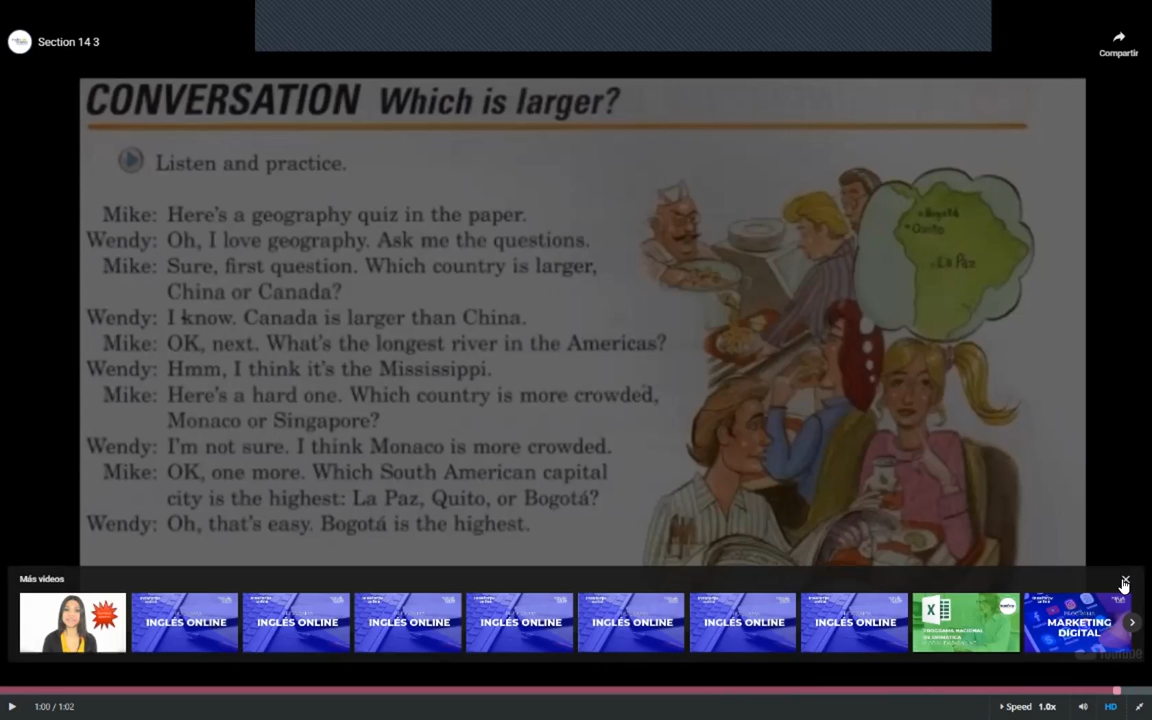 Section 14 3
Compartir
CONVERSATION Which is larger?
Listen and practice.
Mike: Here's a geography quiz in the paper.
Wendy: Oh, I love geography. Ask me the questions.
Mike: Sure, first question. Which country is larger,
China or Canada?
Wendy: I know. Canada is larger than China.
Mike: OK, next. What's the longest river in the Americas?
Wendy: Hmm, I think it's the Mississippi.
Mike: Here's a hard one. Which country is more crowded,
Monaco or Singapore?
Wendy: I'm not sure. I think Monaco is more crowded.
Mike: OK, one more. Which South American capital
city is the highest: La Paz, Quito, or Bogotá?
Wendy: Oh, that's easy. Bogotá is the highest.
Bogotá
Quito
La Paz
Más videos
INGLÉS ONLINE
INGLÉS ONLINE
INGLÉS ONLINE
INGLÉS ONLINE
INGLÉS ONLINE
INGLÉS ONLINE
INGLÉS ONLINE
PROGRAMA NACIONAL
MARKETING
DIGITAL
YouTube
1:00 / 1:02
Speed 1.0x
HD